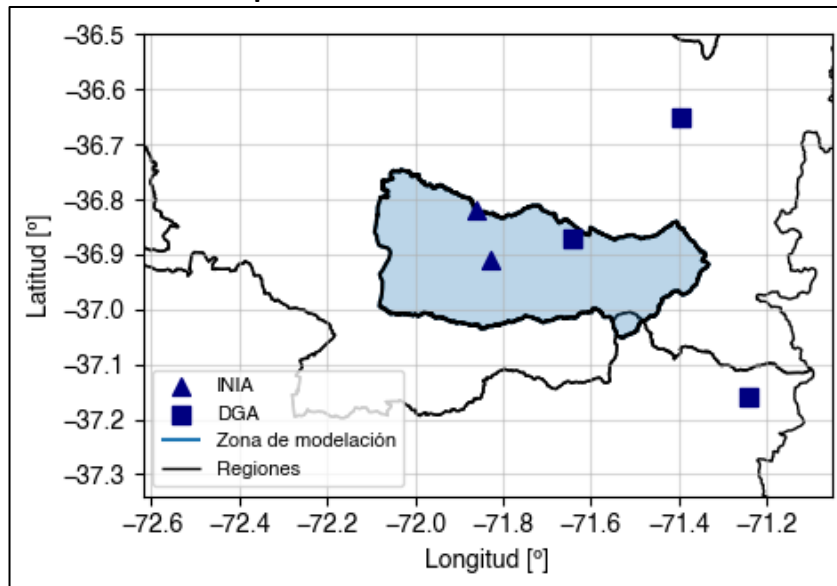 −36.5
−36.6
−36.7
−36.8
−36.9
−37.0
−37.1
−37.2
−37.3
Latitud [º]
INIA
DGA
Zona de modelación
Regiones
−72.6 −72.4 −72.2 −72.0 −71.8 −71.6 −71.4 −71.2
Longitud [º]